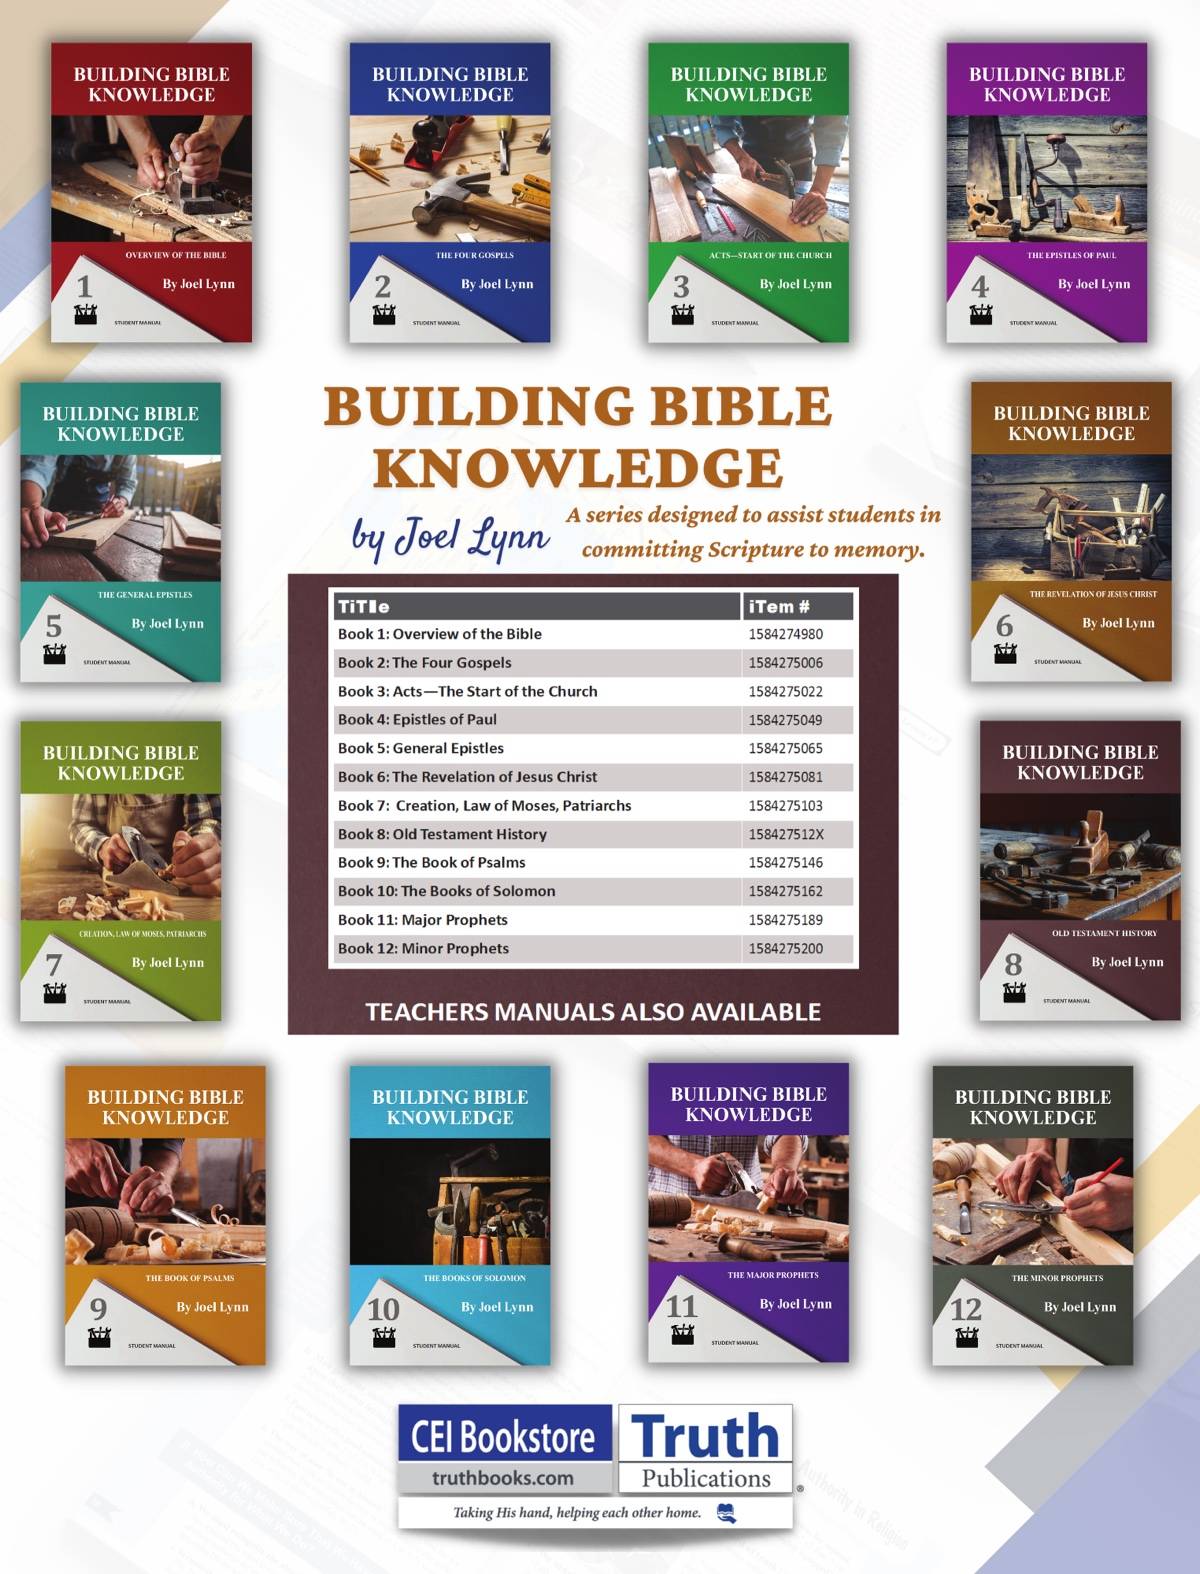 BUILDING BIBLE
KNOWLEDGE
OVERVIEW OF THE BIBLE
1
By Joel Lynn
STUDENT MANUAL
BUILDING BIBLE
KNOWLEDGE
THE FOUR GOSPELS
2
By Joel Lynn
STUDENT MANUAL
BUILDING BIBLE
KNOWLEDGE
ACTS—START OF THE CHURCH
3
By Joel Lynn
STUDENT MANUAL
BUILDING BIBLE
KNOWLEDGE
THE EPISTLES OF PAUL
4
By Joel Lynn
STUDENT MANUAL
BUILDING BIBLE
KNOWLEDGE
THE GENERAL EPISTLES
5
By Joel Lynn
STUDENT MANUAL
BUILDING BIBLE
KNOWLEDGE
by Joel Lynn
A series designed to assist students in
committing Scripture to memory.
BUILDING BIBLE
KNOWLEDGE
THE REVELATION OF JESUS CHRIST
6
By Joel Lynn
STUDENT MANUAL
TiTle iTem #
Book 1: Overview of the Bible 1584274980
Book 2: The Four Gospels 1584275006
Book 3: Acts—The Start of the Church 1584275022
Book 4: Epistles of Paul 1584275049
Book 5: General Epistles 1584275065
Book 6: The Revelation of Jesus Christ 1584275081
Book 7: Creation, Law of Moses, Patriarchs 1584275103
Book 8: Old Testament History 158427512X
Book 9: The Book of Psalms 1584275146
Book 10: The Books of Solomon 1584275162
Book 11: Major Prophets 1584275189
Book 12: Minor Prophets 1584275200
TEACHERS MANUALS ALSO AVAILABLE
BUILDING BIBLE
KNOWLEDGE
CREATION, LAW OF MOSES, PATRIARCHS
7
By Joel Lynn
STUDENT MANUAL
BUILDING BIBLE
KNOWLEDGE
OLD TESTAMENT HISTORY
8
By Joel Lynn
STUDENT MANUAL
BUILDING BIBLE
KNOWLEDGE
THE BOOK OF PSALMS
9
By Joel Lynn
STUDENT MANUAL
BUILDING BIBLE
KNOWLEDGE
THE BOOKS OF SOLOMON
10
By Joel Lynn
STUDENT MANUAL
BUILDING BIBLE
KNOWLEDGE
THE MAJOR PROPHETS
11
By Joel Lynn
STUDENT MANUAL
BUILDING BIBLE
KNOWLEDGE
THE MINOR PROPHETS
12
By Joel Lynn
STUDENT MANUAL
CEI Bookstore
truthbooks.com
Truth
Publications
®
Taking His hand, helping each other home.
Authority in Religion